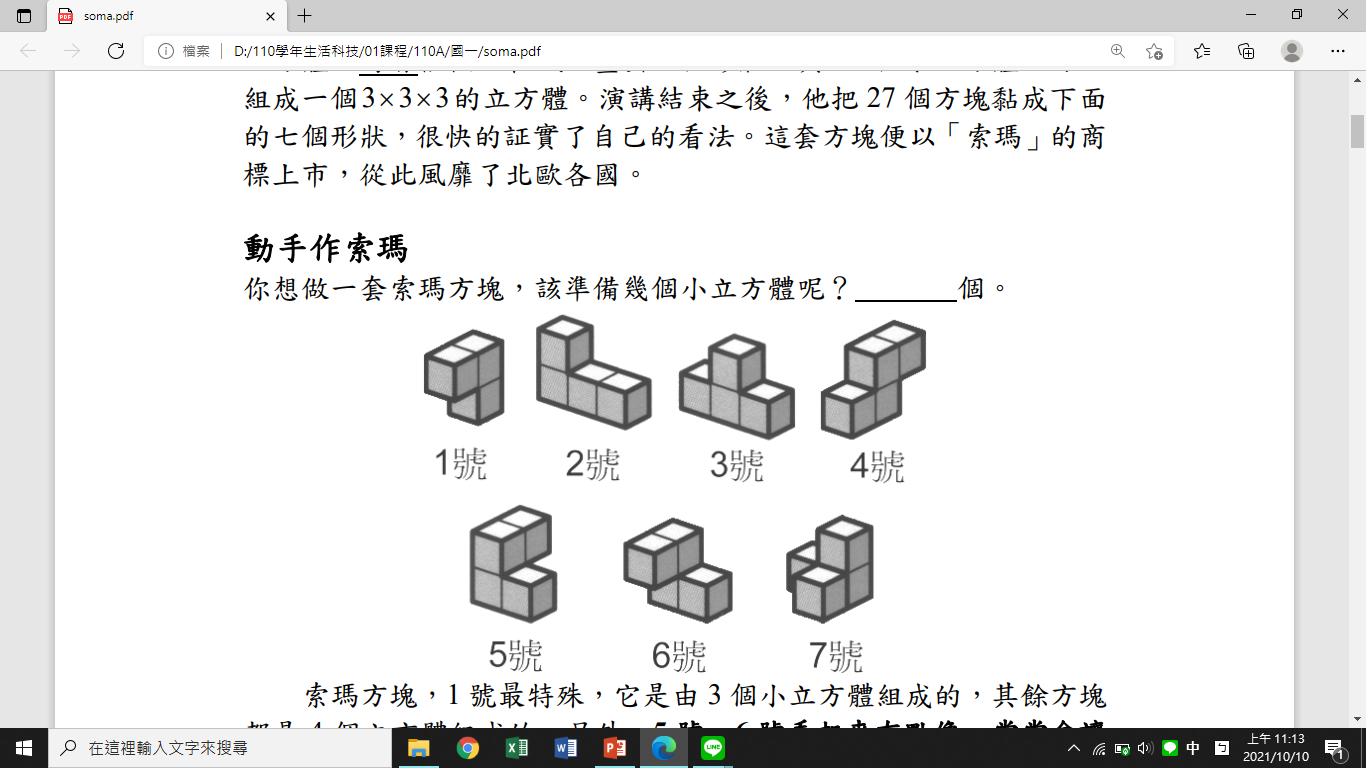 soma.pdf
檔案
D:/110學年生活科技/01課程/110A/國一/soma.pdf
組成一個3×3×3的立方體。演講結束之後，他把 27 個方塊黏成下面
的七個形狀，很快的証實了自己的看法。這套方塊便以「索瑪」的商
標上市，從此風靡了北歐各國。
動手作索瑪
你想做一套索瑪方塊，該準備幾個小立方體呢？_______個。
1號 2號 3號 4號
5號 6號 7號
索瑪方塊，1 號最特殊，它是由 3 個小立方體組成的，其餘方塊
在這裡輸入文字來搜尋
中
上午 11:13
2021/10/10
1